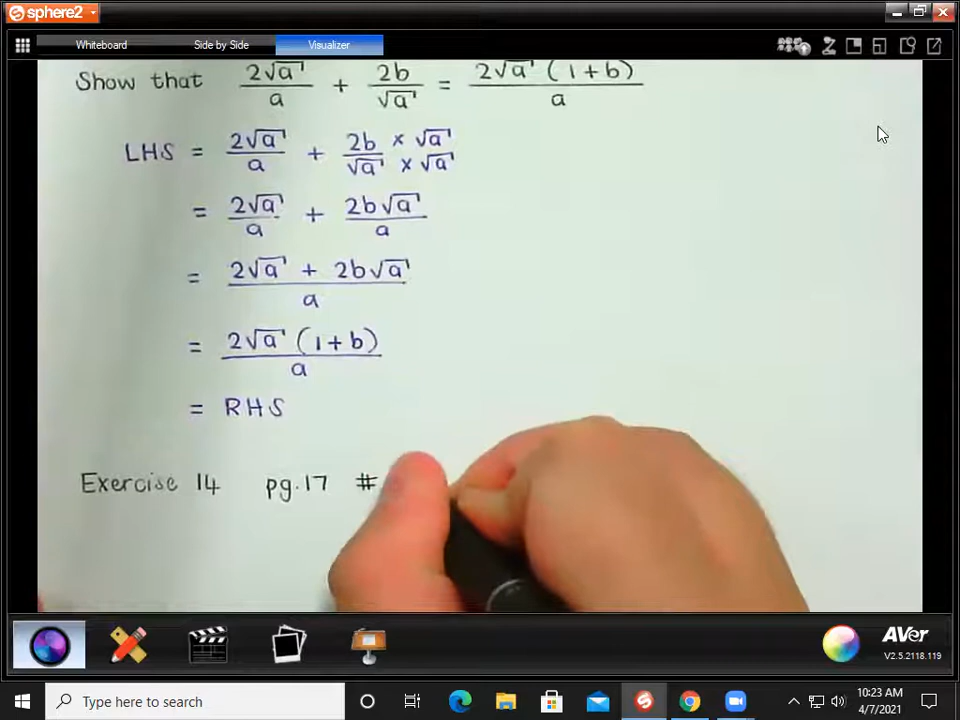 sphere2
Whiteboard Side by Side Visualizer
Show that 2√a / a + 2b / √a = 2√a (1+b) / a
LHS = 2√a / a + 2b × √a / √a × √a
= 2√a / a + 2b√a / a
= 2√a + 2b√a / a
= 2√a (1+b) / a
= RHS
Exercise 14 pg.17 #
AVer
V2.5.2118.119
Type here to search
10:23 AM
4/7/2021